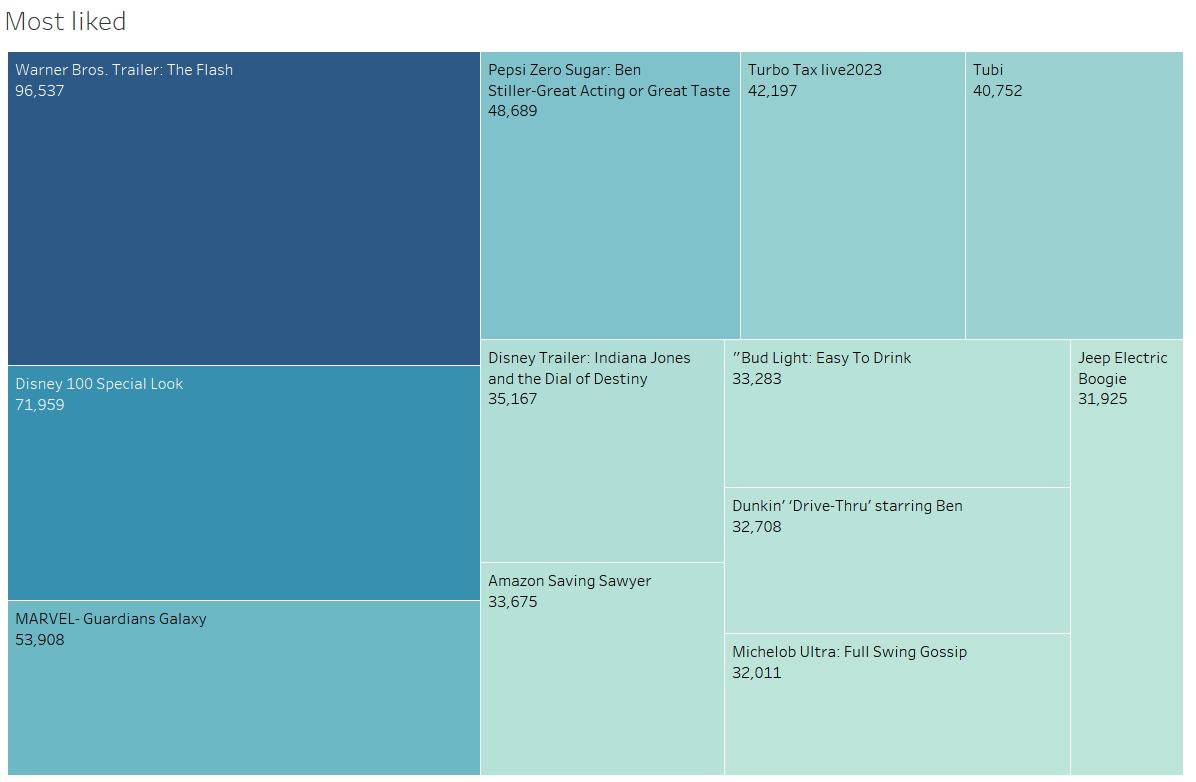 Most liked
Warner Bros. Trailer: The Flash
96,537
Disney 100 Special Look
71,959
MARVEL- Guardians Galaxy
53,908
Pepsi Zero Sugar: Ben
Stiller-Great Acting or Great Taste
48,689
Turbo Tax live2023
42,197
Tubi
40,752
Disney Trailer: Indiana Jones
and the Dial of Destiny
35,167
Amazon Saving Sawyer
33,675
”Bud Light: Easy To Drink
33,283
Dunkin’ ‘Drive-Thru’ starring Ben
32,708
Michelob Ultra: Full Swing Gossip
32,011
Jeep Electric
Boogie
31,925